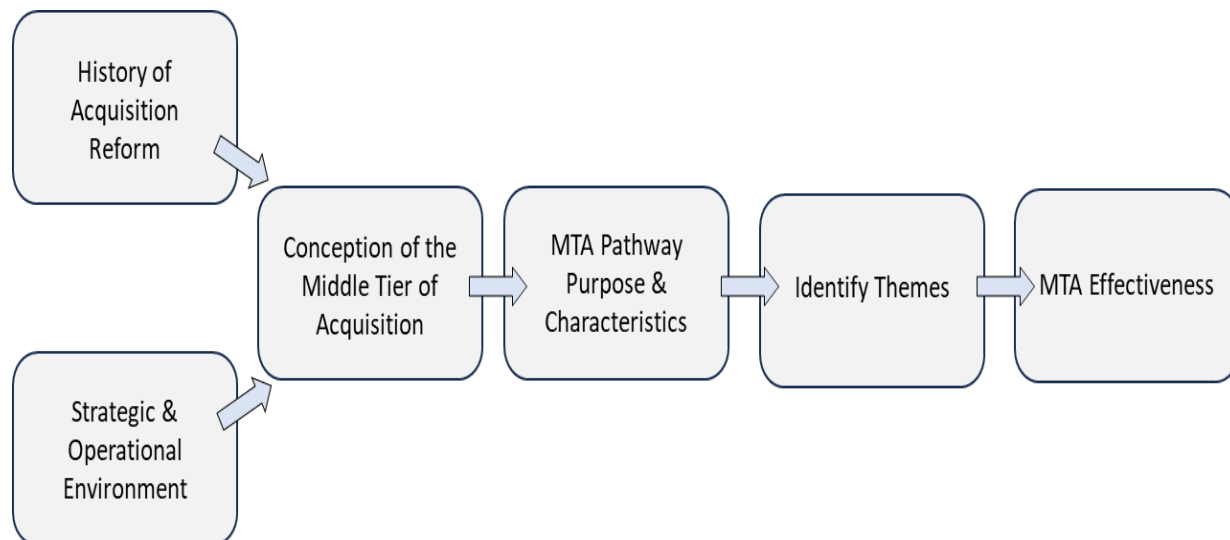 History of
Acquisition
Reform
Strategic &
Operational
Environment
Conception of the
Middle Tier of
Acquisition
MTA Pathway
Purpose &
Characteristics
Identify Themes
MTA Effectiveness